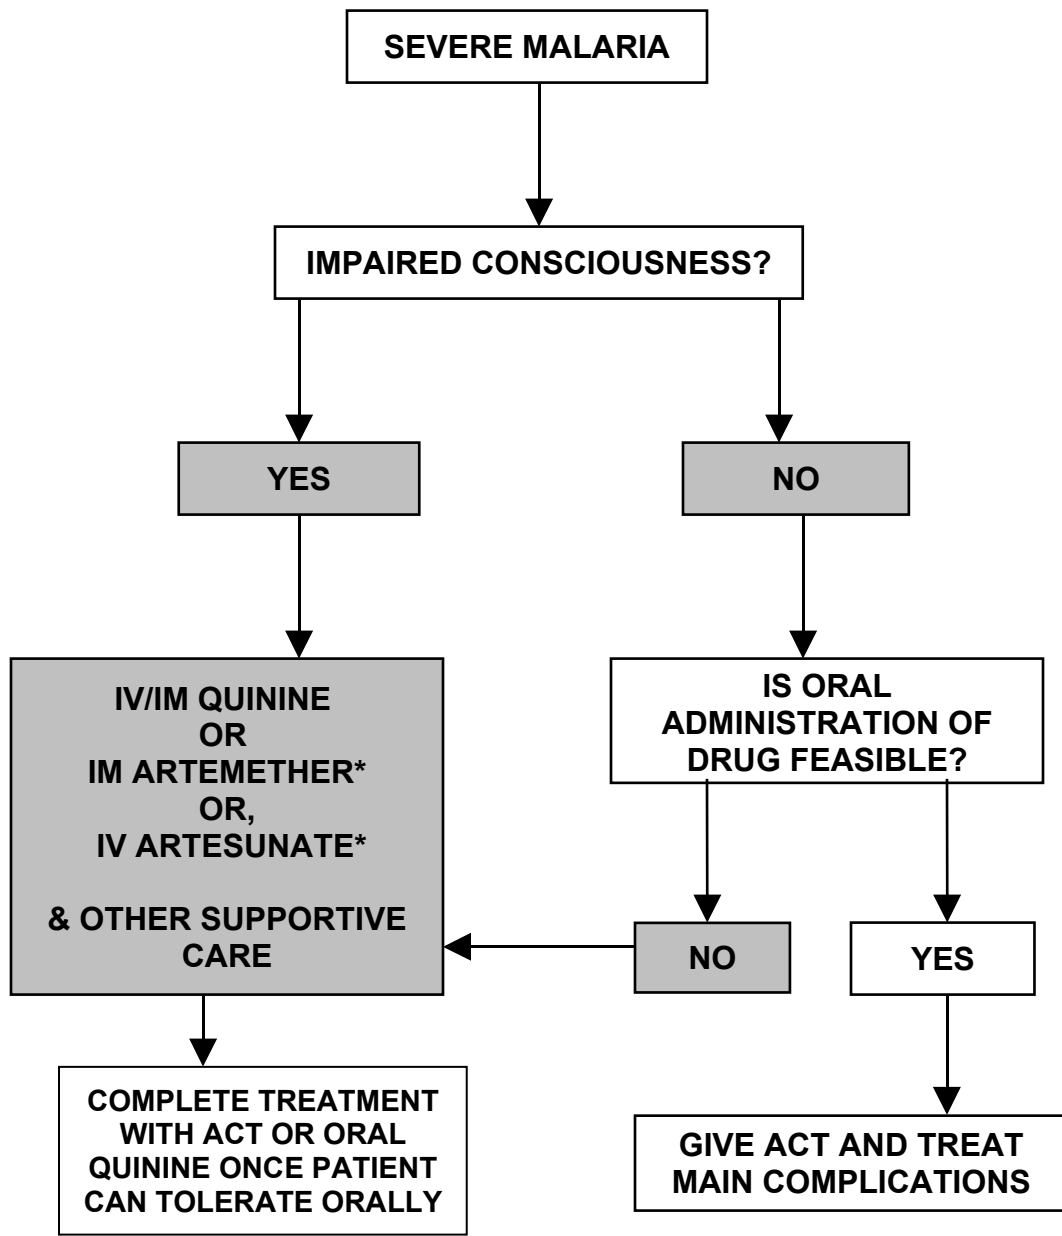 SEVERE MALARIA
IMPAIRED CONSCIOUSNESS?
YES
NO
IV/IM QUININE
OR
IM ARTEMETHER*
OR,
IV ARTESUNATE*
& OTHER SUPPORTIVE
CARE
IS ORAL
ADMINISTRATION OF
DRUG FEASIBLE?
NO
YES
COMPLETE TREATMENT
WITH ACT OR ORAL
QUININE ONCE PATIENT
CAN TOLERATE ORALLY
GIVE ACT AND TREAT
MAIN COMPLICATIONS